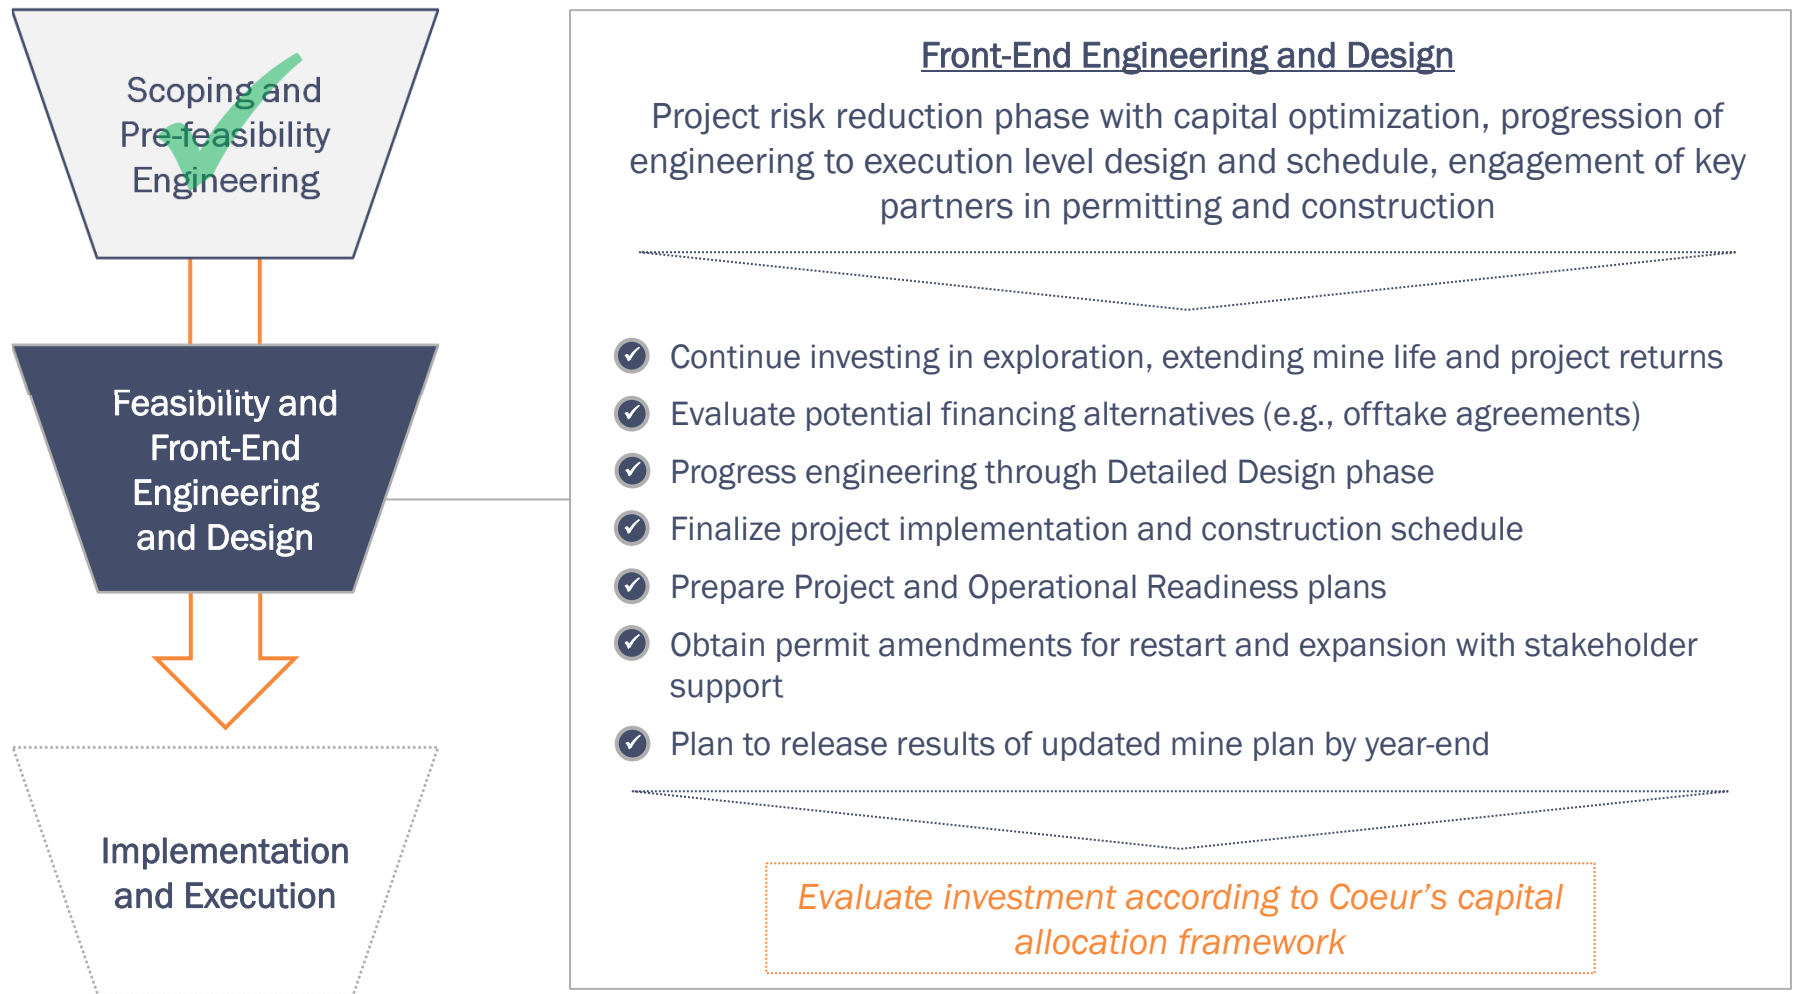 Scoping and
Pre-feasibility
Engineering
Feasibility and
Front-End
Engineering
and Design
Implementation
and Execution
Front-End Engineering and Design
Project risk reduction phase with capital optimization, progression of
engineering to execution level design and schedule, engagement of key
partners in permitting and construction
Continue investing in exploration, extending mine life and project returns
Evaluate potential financing alternatives (e.g., offtake agreements)
Progress engineering through Detailed Design phase
Finalize project implementation and construction schedule
Prepare Project and Operational Readiness plans
Obtain permit amendments for restart and expansion with stakeholder
support
Plan to release results of updated mine plan by year-end
Evaluate investment according to Coeur’s capital
allocation framework